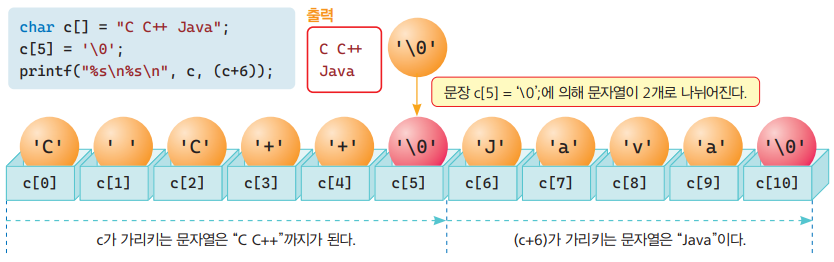 char c[] = "C C++ Java";
c[5] = '\0';
printf("%s\n%s\n", c, (c+6));
출력
C C++
Java
'\0'
문장 c[5] = '\0';에 의해 문자열이 2개로 나뉘어진다.
'C' ' ' 'C' '+' '+' '\0' 'J' 'a' 'v' 'a' '\0'
c[0] c[1] c[2] c[3] c[4] c[5] c[6] c[7] c[8] c[9] c[10]
c가 가리키는 문자열은 “C C++”까지가 된다.
(c+6)가 가리키는 문자열은 “Java”이다.